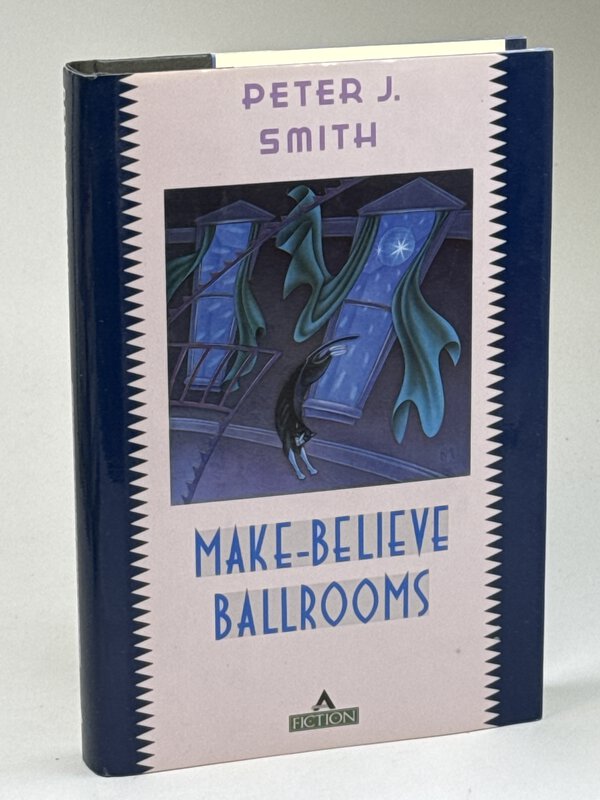 PETER J.
SMITH
MAKE-BELIEVE
BALLROOMS
A
FICTION